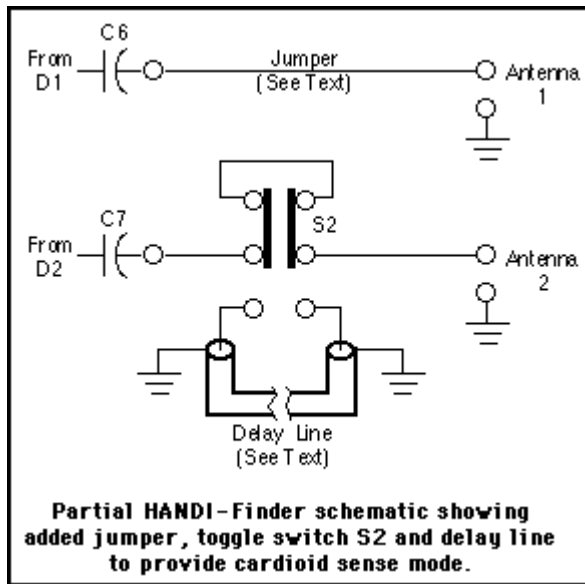 C6
From
D1
Jumper
(See Text)
Antenna
1
S2
C7
From
D2
Antenna
2
Delay Line
(See Text)
Partial HANDI-Finder schematic showing
added jumper, toggle switch S2 and delay line
to provide cardioid sense mode.